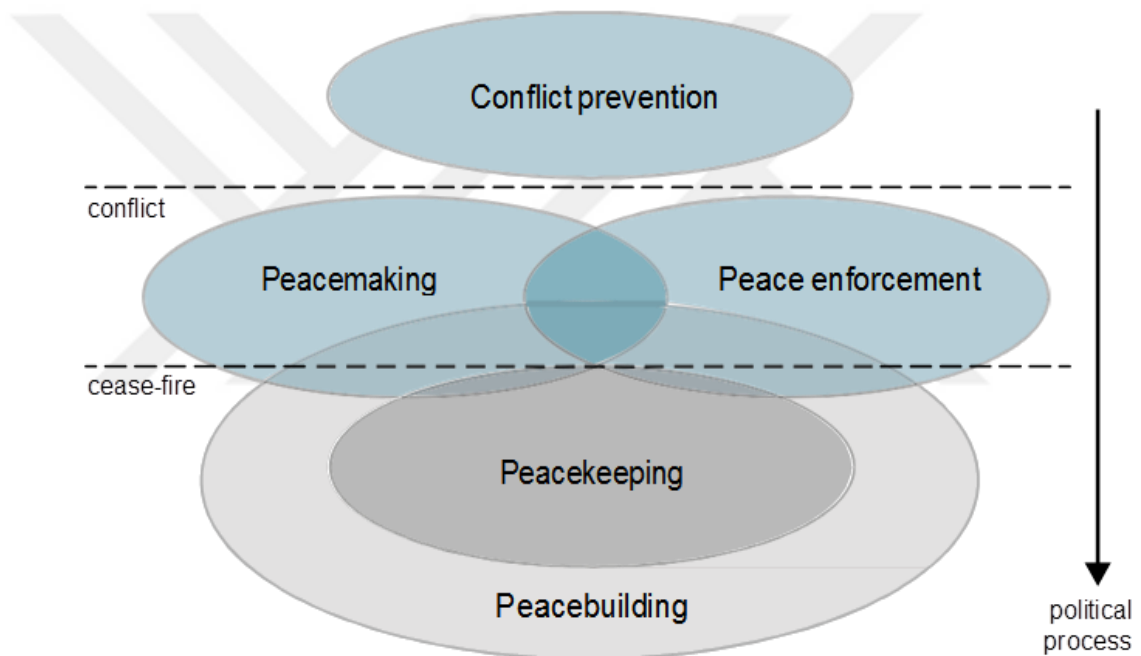 Conflict prevention
conflict
Peacemaking
Peace enforcement
cease-fire
Peacekeeping
Peacebuilding
political
process